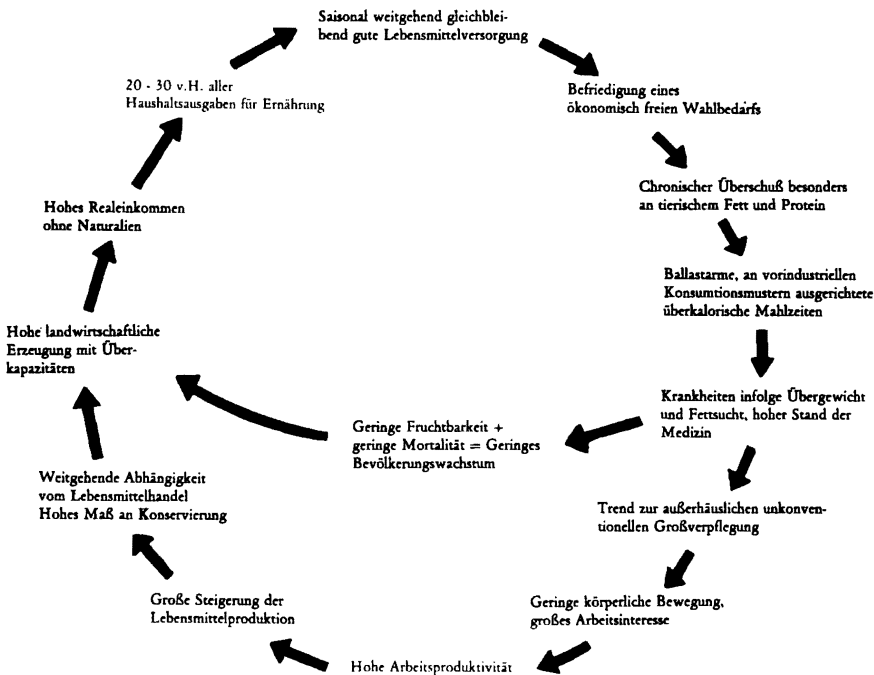 Saisonal weitgehend gleichblei-
bend gute Lebensmittelversorgung
Befriedigung eines
ökonomisch freien Wahlbedarfs
Chronischer Überschuß besonders
an tierischem Fett und Protein
Ballastarme, an vorindustriellen
Konsumtionsmustern ausgerichtete
überkalorische Mahlzeiten
Krankheiten infolge Übergewicht
und Fettsucht, hoher Stand der
Medizin
Geringe Fruchtbarkeit +
geringe Mortalität = Geringes
Bevölkerungswachstum
Trend zur außerhäuslichen unkonven-
tionellen Großverpflegung
Geringe körperliche Bewegung,
großes Arbeitsinteresse
Hohe Arbeitsproduktivität
Große Steigerung der
Lebensmittelproduktion
Weitgehende Abhängigkeit
vom Lebensmittelhandel
Hohes Maß an Konservierung
Hohe landwirtschaftliche
Erzeugung mit Über-
kapazitäten
Hohes Realeinkommen
ohne Naturalien
20 - 30 v.H. aller
Haushaltsausgaben für Ernährung